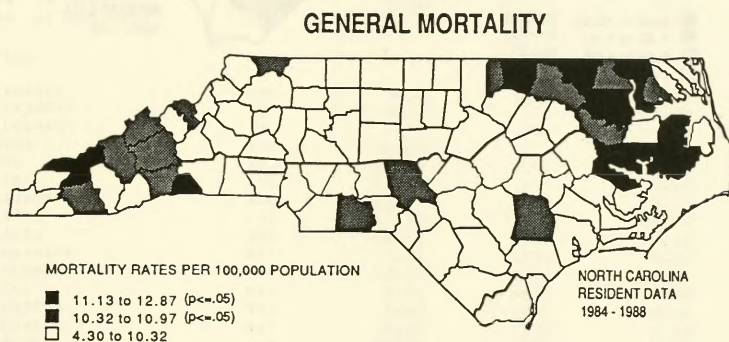 GENERAL MORTALITY
MORTALITY RATES PER 100,000 POPULATION
11.13 to 12.87 (p<=.05)
10.32 to 10.97 (p<=.05)
4.30 to 10.32
NORTH CAROLINA
RESIDENT DATA
1984 - 1988